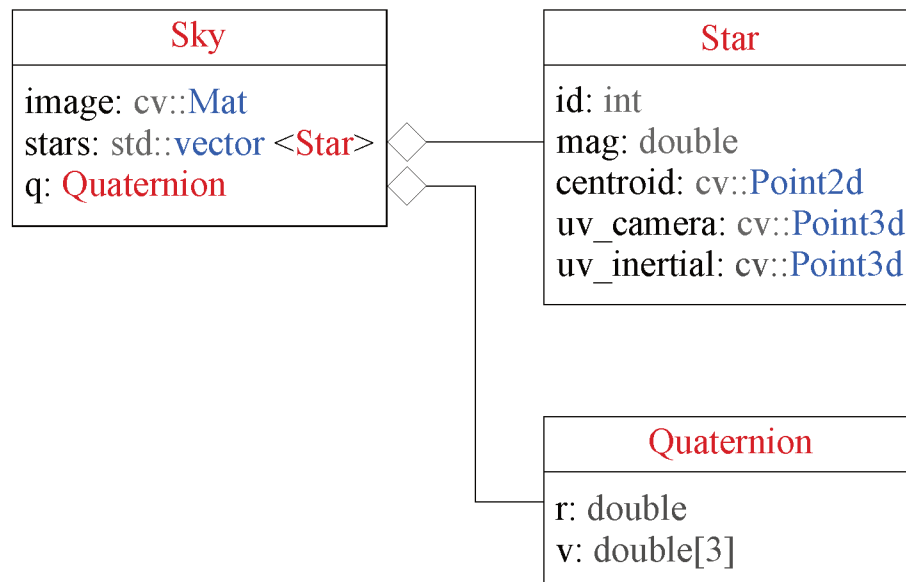 Sky
image: cv::Mat
stars: std::vector <Star>
q: Quaternion
Star
id: int
mag: double
centroid: cv::Point2d
uv_camera: cv::Point3d
uv_inertial: cv::Point3d
Quaternion
r: double
v: double[3]